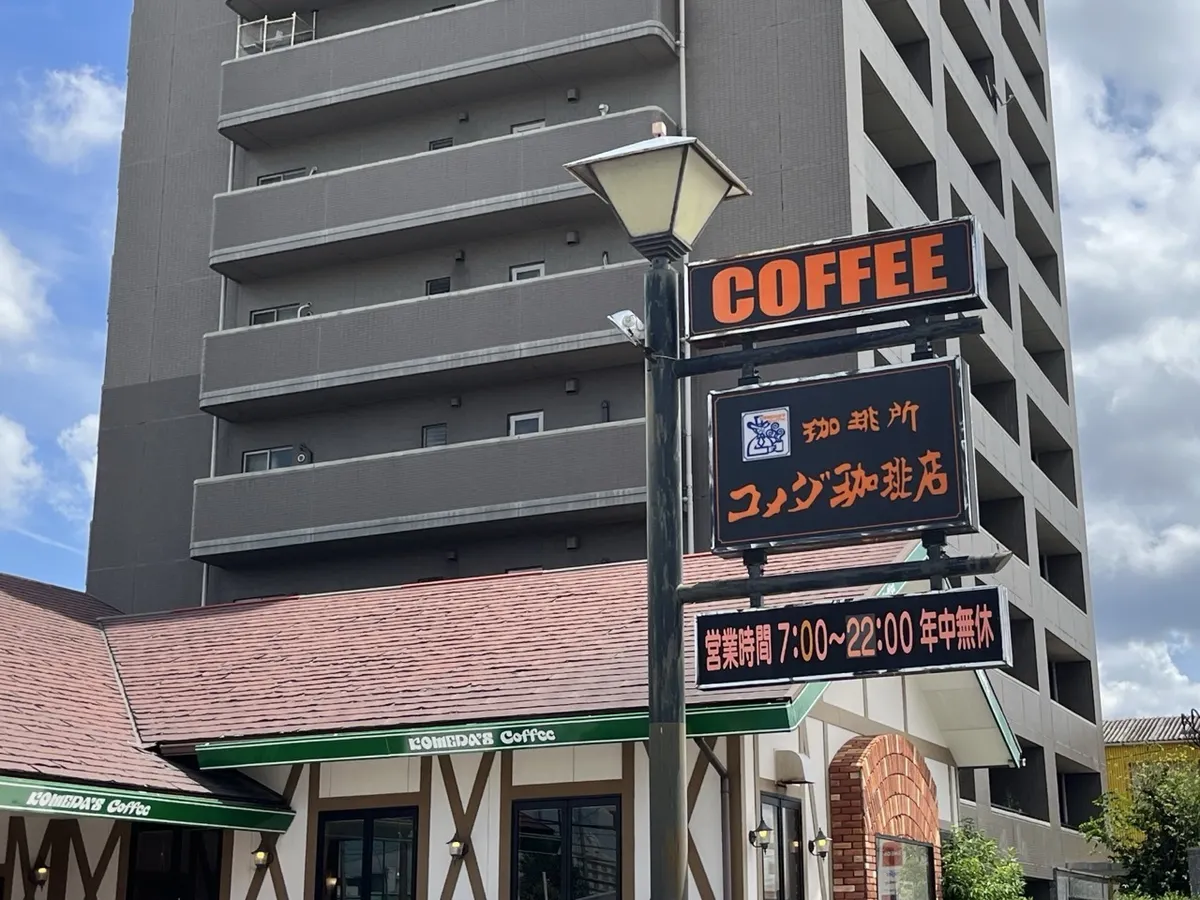 COFFEE
珈琲所
コメダ珈琲店
営業時間 7:00~22:00 年中無休
KOMEDA'S Coffee
KOMEDA'S Coffee